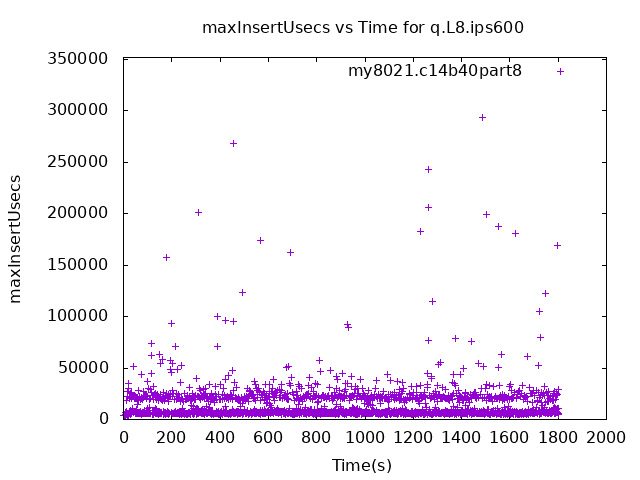 maxInsertUsecs vs Time for q.L8.ips600
my8021.c14b40part8
350000
300000
250000
200000
150000
100000
50000
0
maxInsertUsecs
0 200 400 600 800 1000 1200 1400 1600 1800 2000
Time(s)